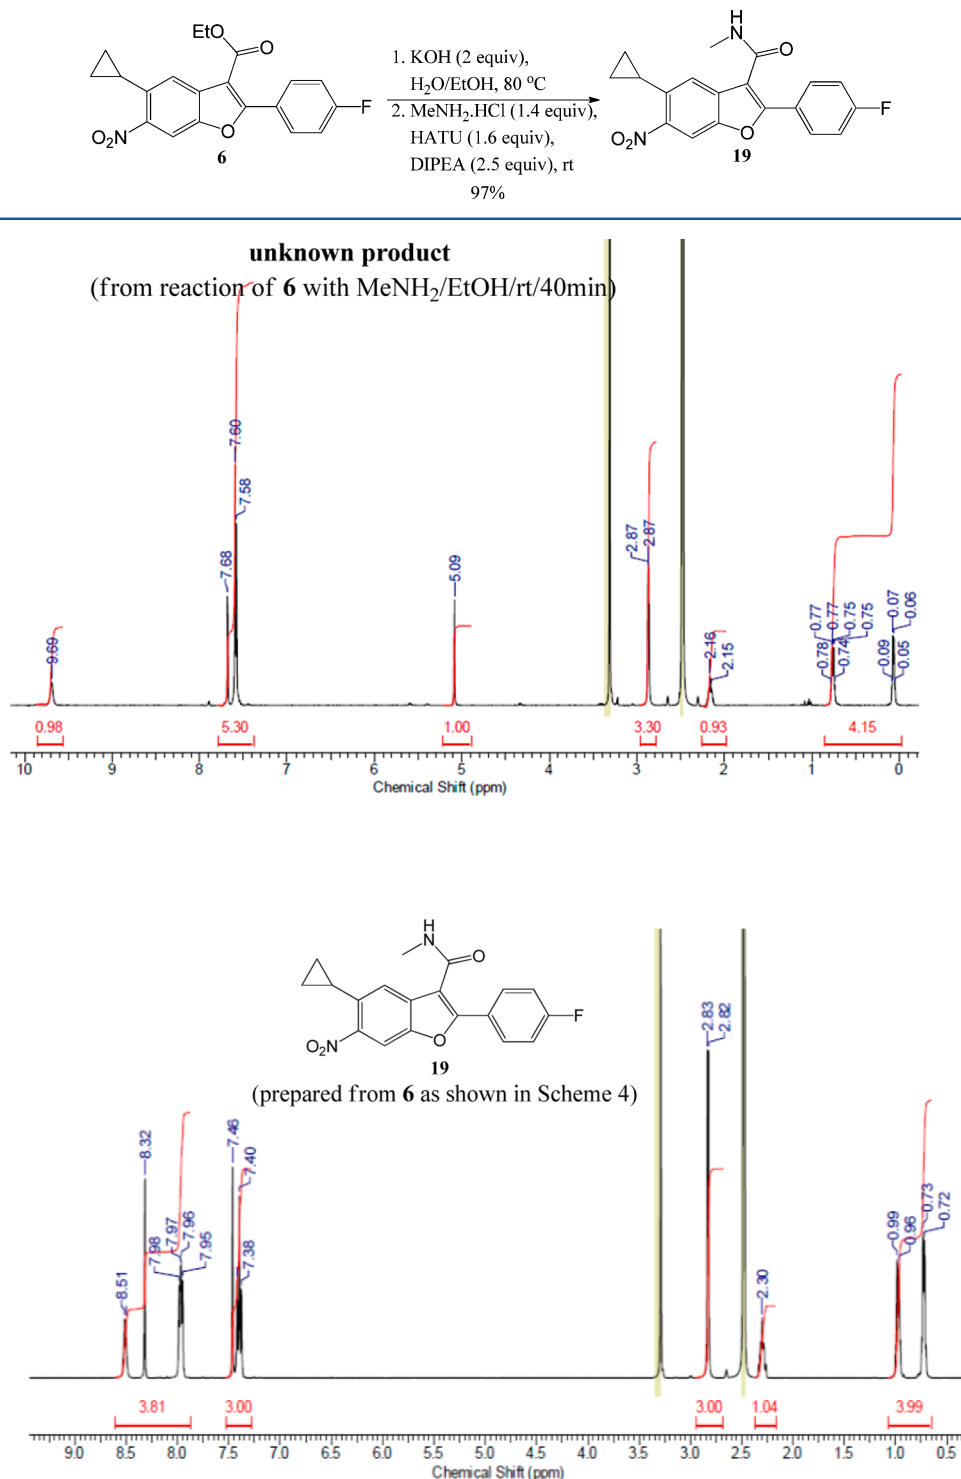 EtO
O
O
F
O₂N
6
1. KOH (2 equiv),
H₂O/EtOH, 80 °C
2. MeNH₂.HCl (1.4 equiv),
HATU (1.6 equiv),
DIPEA (2.5 equiv), rt
97%
H
N
O
O
F
O₂N
19
unknown product
(from reaction of 6 with MeNH₂/EtOH/rt/40min)
9.69
7.68
7.60
7.58
5.09
2.87
2.87
2.16
2.15
0.78
0.77
0.77
0.74
0.75
0.75
0.09
0.07
0.06
0.05
0.98
5.30
1.00
3.30
0.93
4.15
10 9 8 7 6 5 4 3 2 1 0
Chemical Shift (ppm)
H
N
O
O
F
O₂N
19
(prepared from 6 as shown in Scheme 4)
8.51
8.32
7.98
7.97
7.96
7.95
7.46
7.40
7.38
2.83
2.82
2.30
0.99
0.96
0.73
0.72
3.81
3.00
3.00
1.04
3.99
9.0 8.5 8.0 7.5 7.0 6.5 6.0 5.5 5.0 4.5 4.0 3.5 3.0 2.5 2.0 1.5 1.0 0.5
Chemical Shift (ppm)